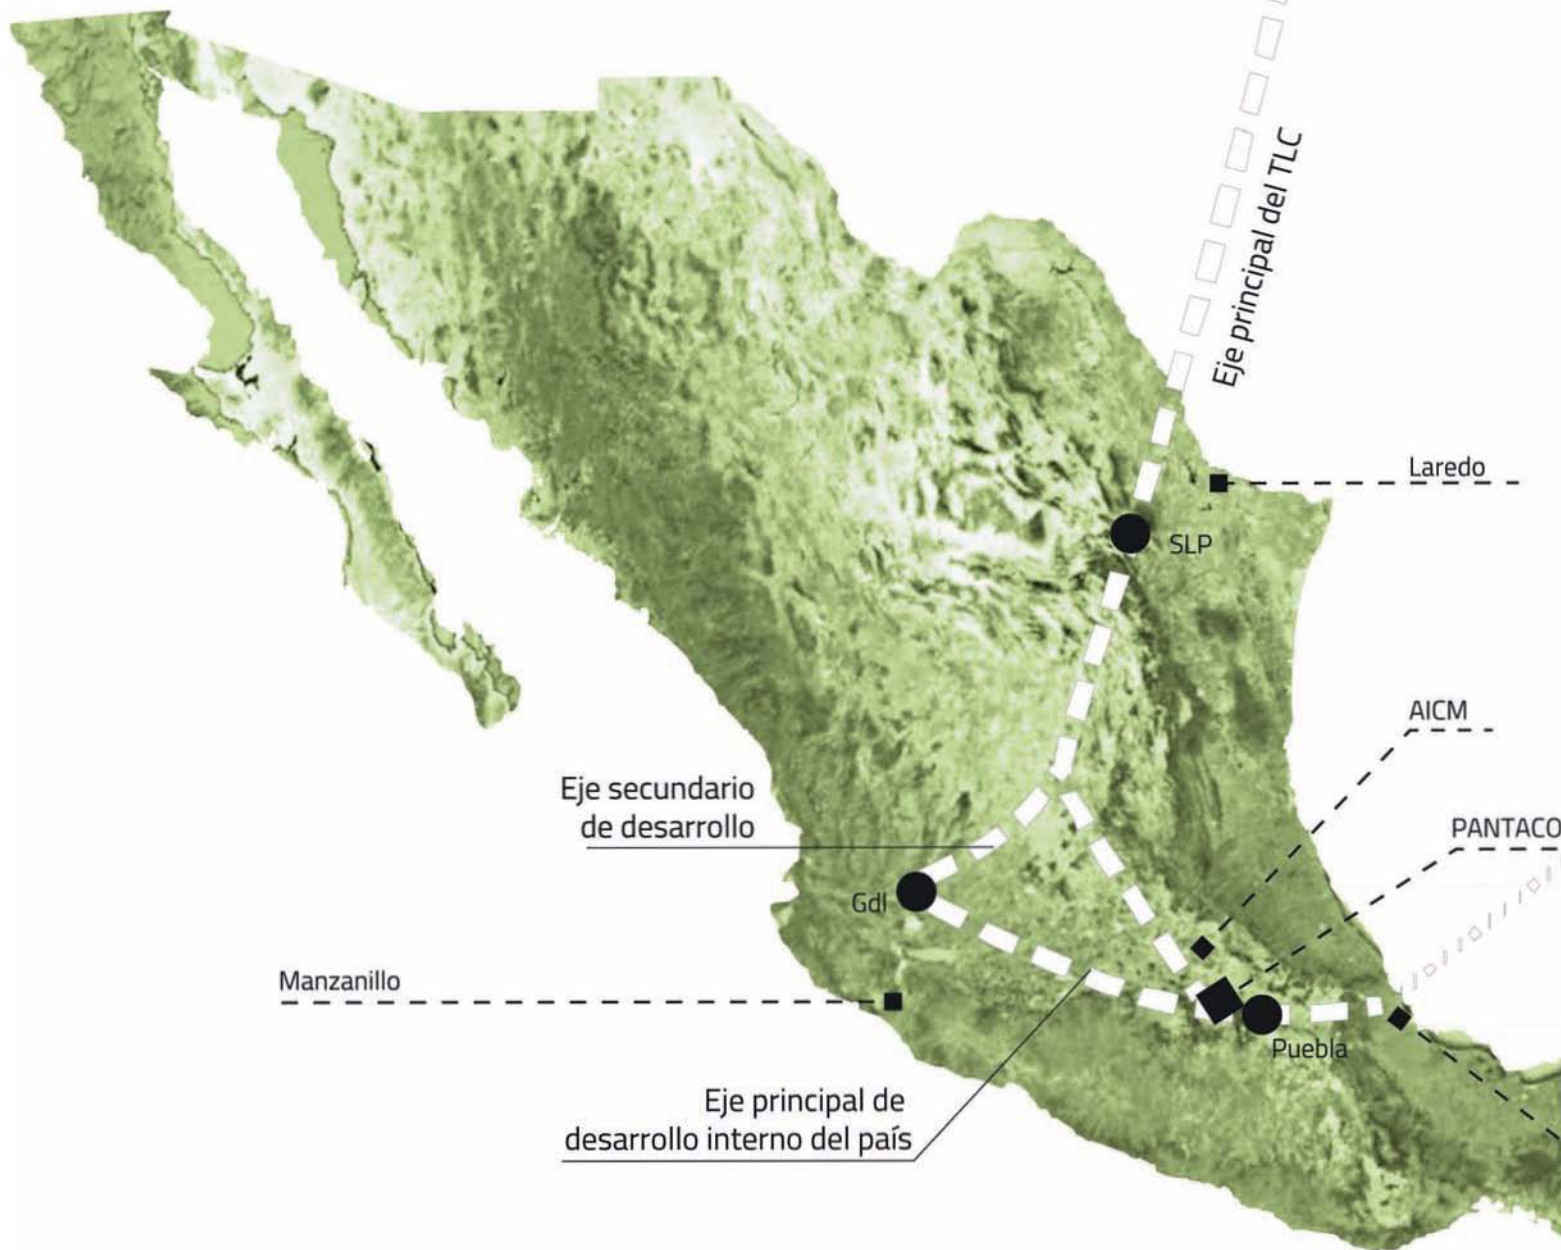 Eje principal del TLC
Laredo
SLP
AICM
Eje secundario
de desarrollo
PANTACO
Gdl
Manzanillo
Puebla
Eje principal de
desarrollo interno del país